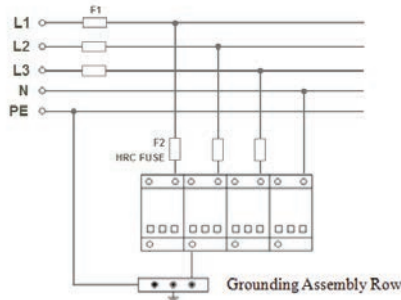 F1
L1
L2
L3
N
PE
F2
HRC FUSE
Grounding Assembly Row